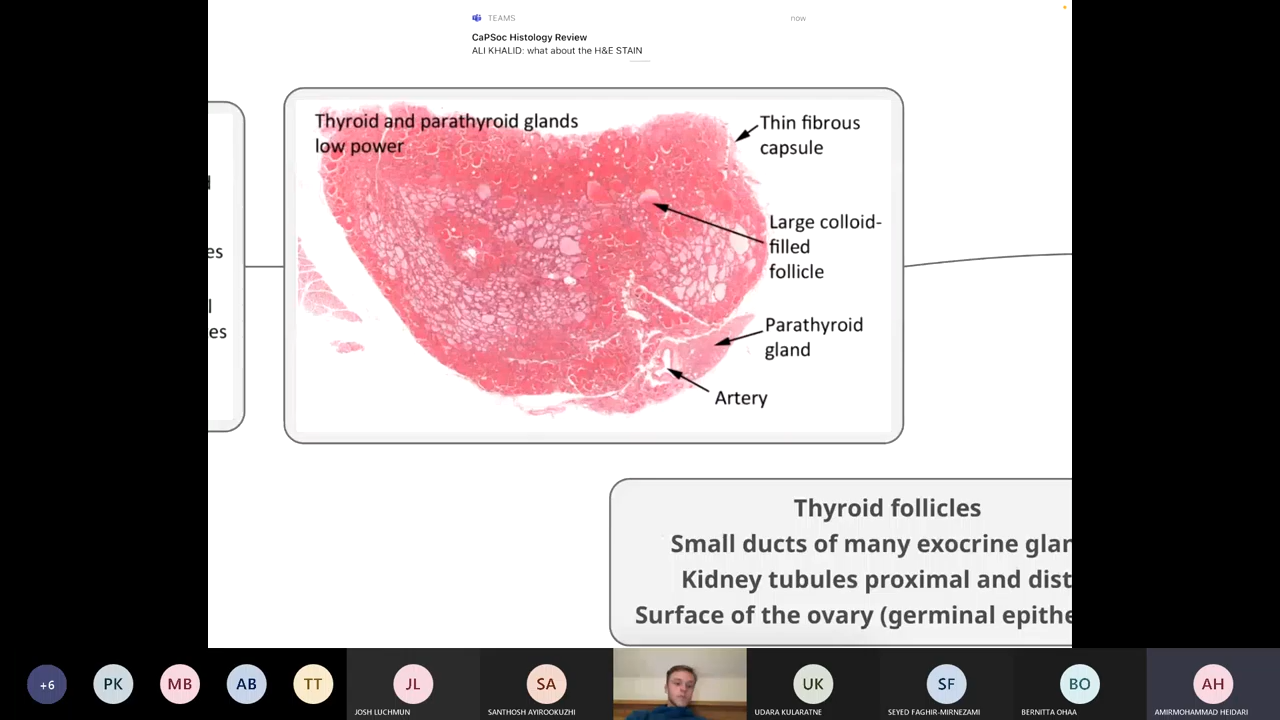 TEAMS
now
CaPSoc Histology Review
ALI KHALID: what about the H&E STAIN
Thyroid and parathyroid glands
low power
Thin fibrous
capsule
Large colloid-
filled
follicle
Parathyroid
gland
Artery
es
l
es
Thyroid follicles
Small ducts of many exocrine glan
Kidney tubules proximal and dist
Surface of the ovary (germinal epithe
+6
PK
MB
AB
TT
JL
SA
UK
SF
BO
AH
JOSH LUCHMUN
SANTHOSH AYIROOKUZHI
UDARA KULARATNE
SEYED FAGHIR-MIRNEZAMI
BERNITTA OHAA
AMIRMOHAMMAD HEIDARI